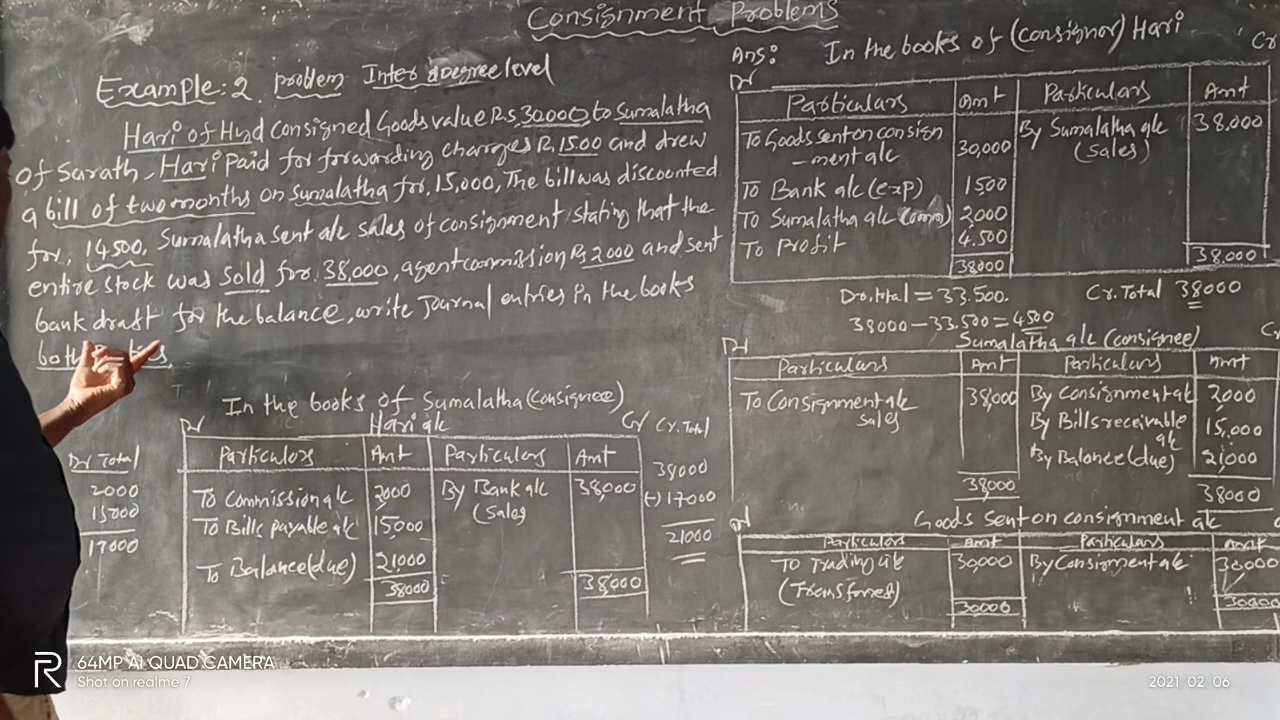 Consignment Problems
Example: 2 problem Inter degree level
Hari of Hyd consigned Goods value Rs, 30000 to Sumalatha
of Surath, Hari Paid for forwarding charges R, 1500 and drew
a bill of two months on Sumalatha for, 15,000, The bill was discounted
for, 14500. Sumalatha sent a/c sales of consignment stating that the
entire stock was sold for 38,000, agent commission Rs 2000 and sent
bank draft for the balance, write Journal entries in the books
both
In the books of Sumalatha (consignee)
Dr Hari a/c Cr
Particulars Amt Particulars Amt
To Commission a/c 2000 By Bank a/c 38,000
To Bills payable a/c 15,000 (Sales
To Balance (due) 21,000
38000 38,000
Dr Total
2000
15000
17000
Cr. Total
38000
(-) 17000
21000
Ans: In the books of (consignor) Hari
Dr Cr
Particulars Amt Particulars Amt
To Goods sent on consign 30,000 By Sumalatha a/c 38,000
-ment a/c (Sales)
To Bank a/c (exp) 1500
To Sumalatha a/c 2,000
To Profit 4.500
38000 38,000
Dr. total = 33.500. Cr. Total 38000
38000 - 33.500 = 4500
Sumalatha a/c (consignee)
Dr Cr
Particulars Amt Particulars Amt
To Consignment a/c 38,000 By Consignment a/c 2000
Sales By Bills receivable 15,000
a/c
By Balance (due) 21,000
38000 38000
Goods sent on consignment a/c
Dr
Particulars Amt Particulars Amt
To Trading a/c 30,000 By Consignment a/c 30000
(Transferred)
30000 30000
R 64MP AI QUAD CAMERA
Shot on realme 7
2021. 02. 06